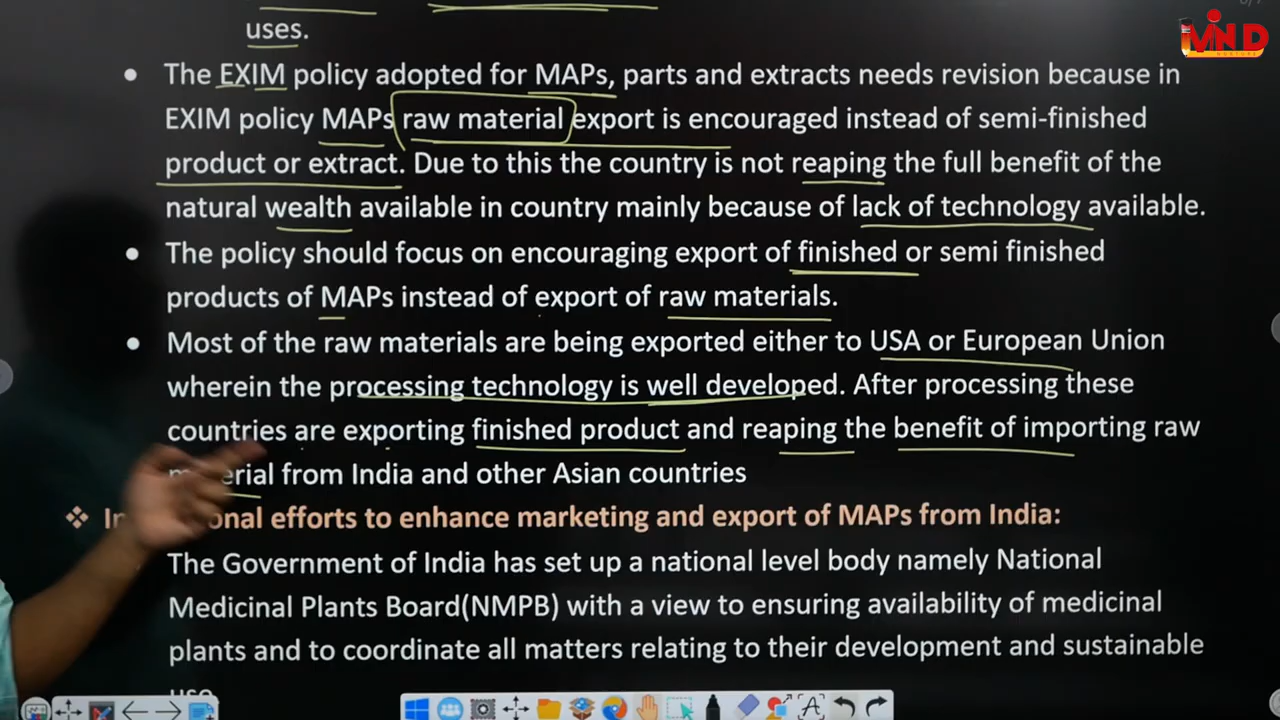 uses.
• The EXIM policy adopted for MAPs, parts and extracts needs revision because in
EXIM policy MAPs raw material export is encouraged instead of semi-finished
product or extract. Due to this the country is not reaping the full benefit of the
natural wealth available in country mainly because of lack of technology available.
• The policy should focus on encouraging export of finished or semi finished
products of MAPs instead of export of raw materials.
• Most of the raw materials are being exported either to USA or European Union
wherein the processing technology is well developed. After processing these
countries are exporting finished product and reaping the benefit of importing raw
from India and other Asian countries
❖ efforts to enhance marketing and export of MAPs from India:
The Government of India has set up a national level body namely National
Medicinal Plants Board(NMPB) with a view to ensuring availability of medicinal
plants and to coordinate all matters relating to their development and sustainable
MIND